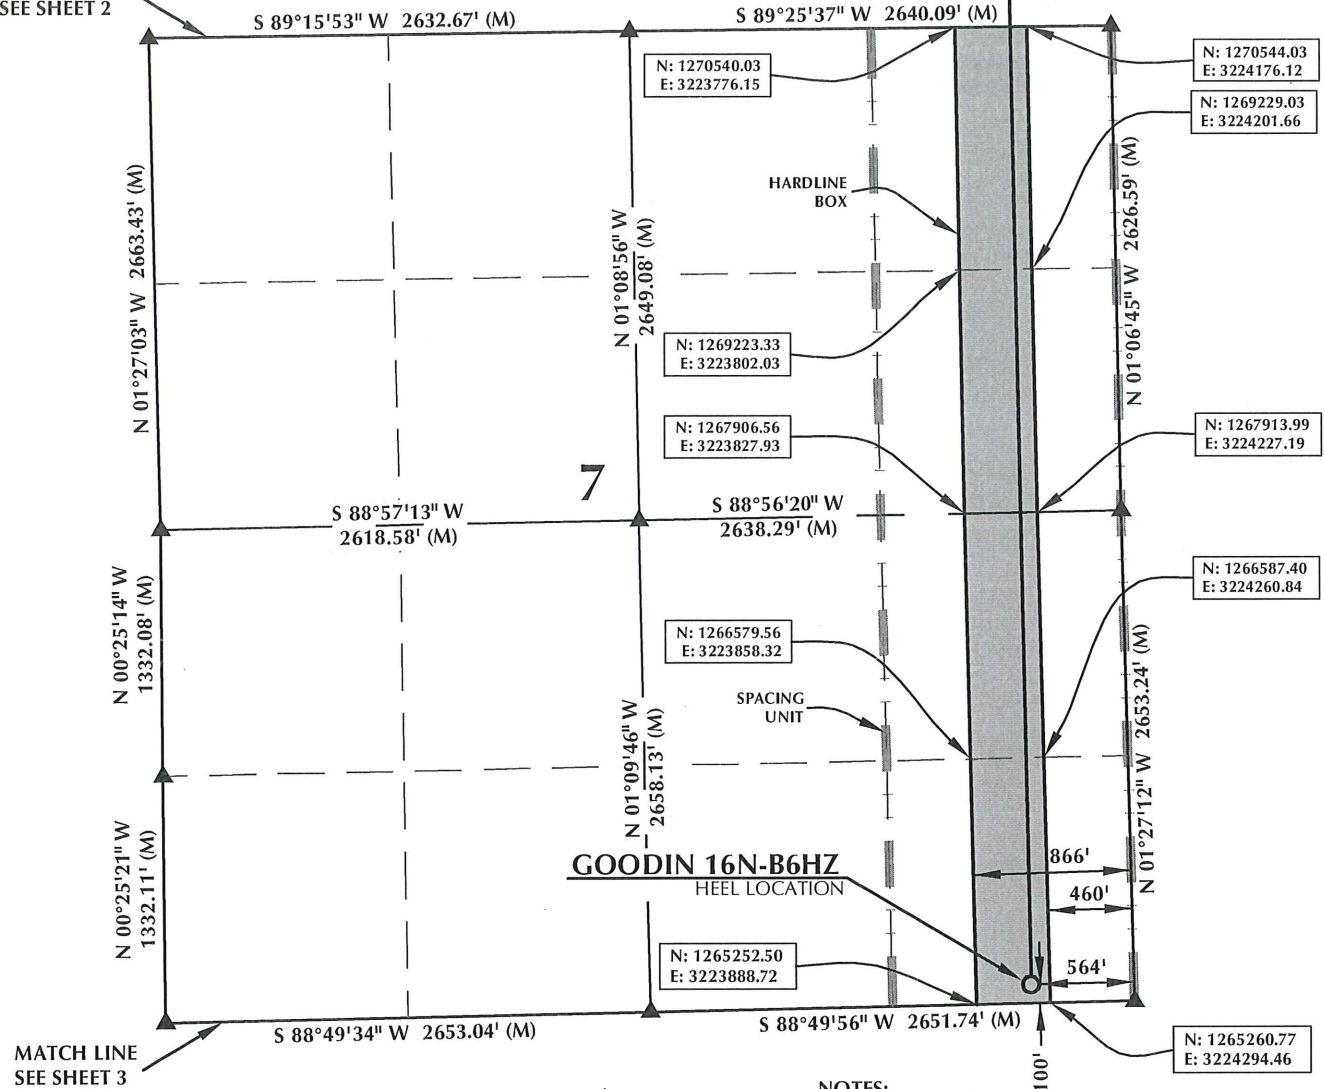 SEE SHEET 2
S 89°15'53" W 2632.67' (M)
S 89°25'37" W 2640.09' (M)
N: 1270540.03
E: 3223776.15
N: 1270544.03
E: 3224176.12
N: 1269229.03
E: 3224201.66
HARDLINE
BOX
N 01°27'03" W 2663.43' (M)
N 01°08'56" W
2649.08' (M)
N 01°06'45" W 2626.59' (M)
N: 1269223.33
E: 3223802.03
N: 1267906.56
E: 3223827.93
N: 1267913.99
E: 3224227.19
7
S 88°57'13" W
2618.58' (M)
S 88°56'20" W
2638.29' (M)
N 00°25'14" W
1332.08' (M)
N: 1266587.40
E: 3224260.84
N: 1266579.56
E: 3223858.32
SPACING
UNIT
N 01°09'46" W
2658.13' (M)
N 01°27'12" W 2653.24' (M)
N 00°25'21" W
1332.11' (M)
GOODIN 16N-B6HZ
HEEL LOCATION
866'
460'
564'
N: 1265252.50
E: 3223888.72
S 88°49'34" W 2653.04' (M)
S 88°49'56" W 2651.74' (M)
N: 1265260.77
E: 3224294.46
MATCH LINE
SEE SHEET 3
100'
NOTES: